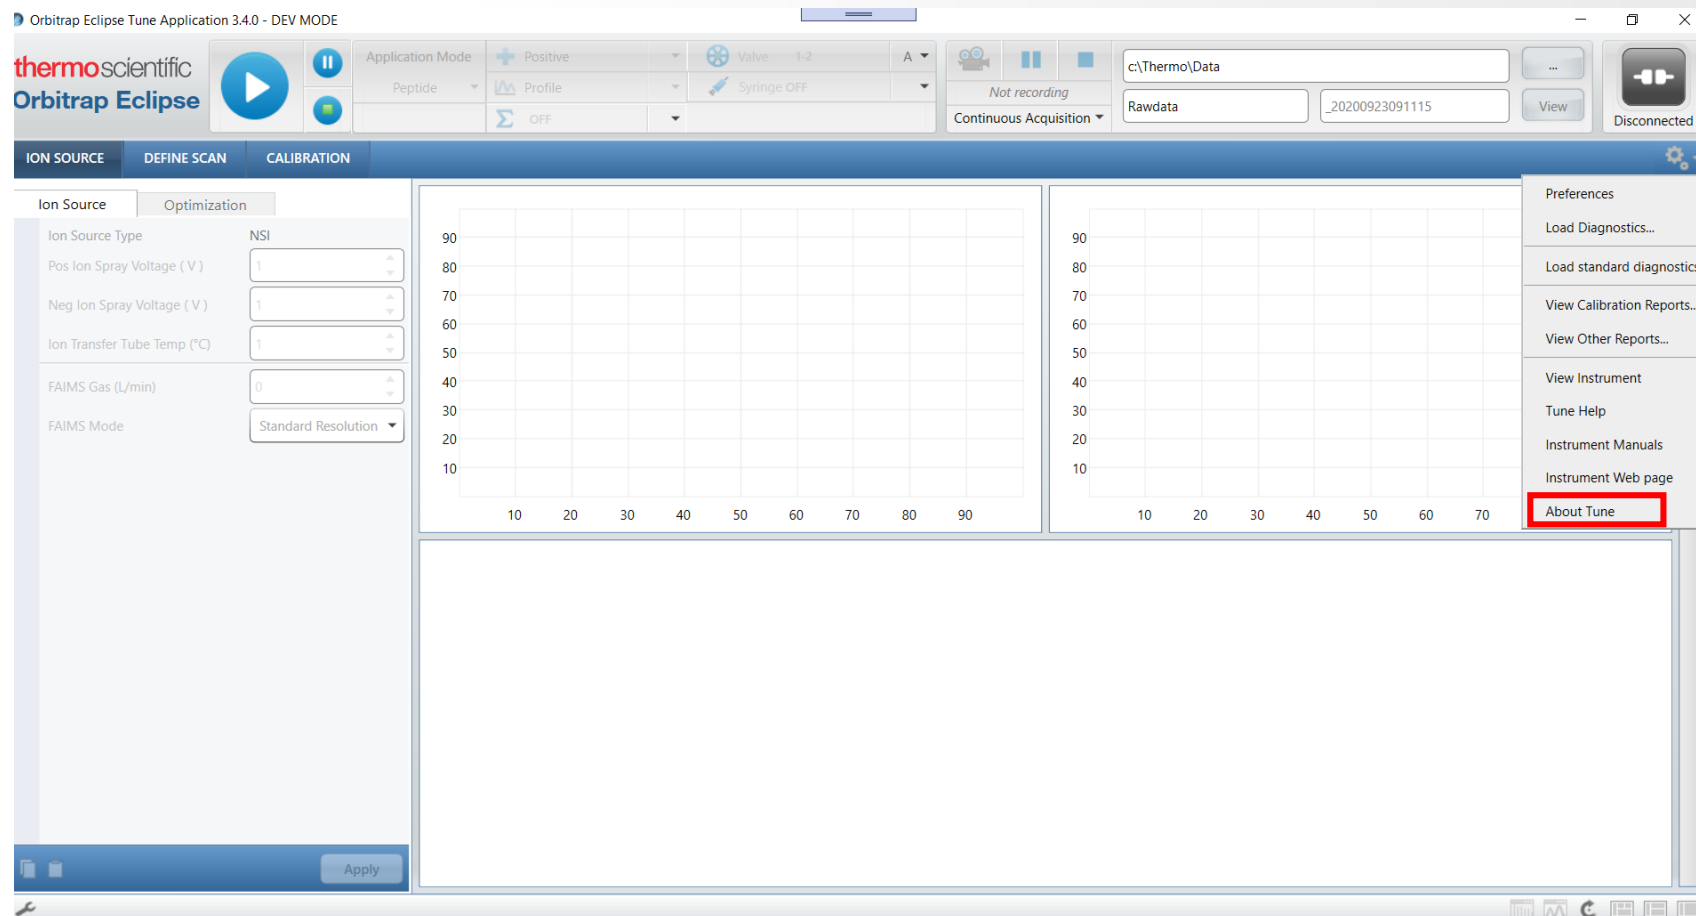 Orbitrap Eclipse Tune Application 3.4.0 - DEV MODE
thermoscientific
Orbitrap Eclipse
Application Mode
Peptide
Positive
Profile
OFF
Valve 1-2
A
Syringe OFF
Not recording
Continuous Acquisition
c:\Thermo\Data
...
Rawdata
_20200923091115
View
Disconnected
ION SOURCE DEFINE SCAN CALIBRATION
Ion Source Optimization
Ion Source Type NSI
Pos Ion Spray Voltage ( V ) 1
Neg Ion Spray Voltage ( V ) 1
Ion Transfer Tube Temp (°C) 1
FAIMS Gas (L/min) 0
FAIMS Mode Standard Resolution
Apply
90
80
70
60
50
40
30
20
10
10 20 30 40 50 60 70 80 90
90
80
70
60
50
40
30
20
10
10 20 30 40 50 60 70
Preferences
Load Diagnostics...
Load standard diagnostics
View Calibration Reports...
View Other Reports...
View Instrument
Tune Help
Instrument Manuals
Instrument Web page
About Tune